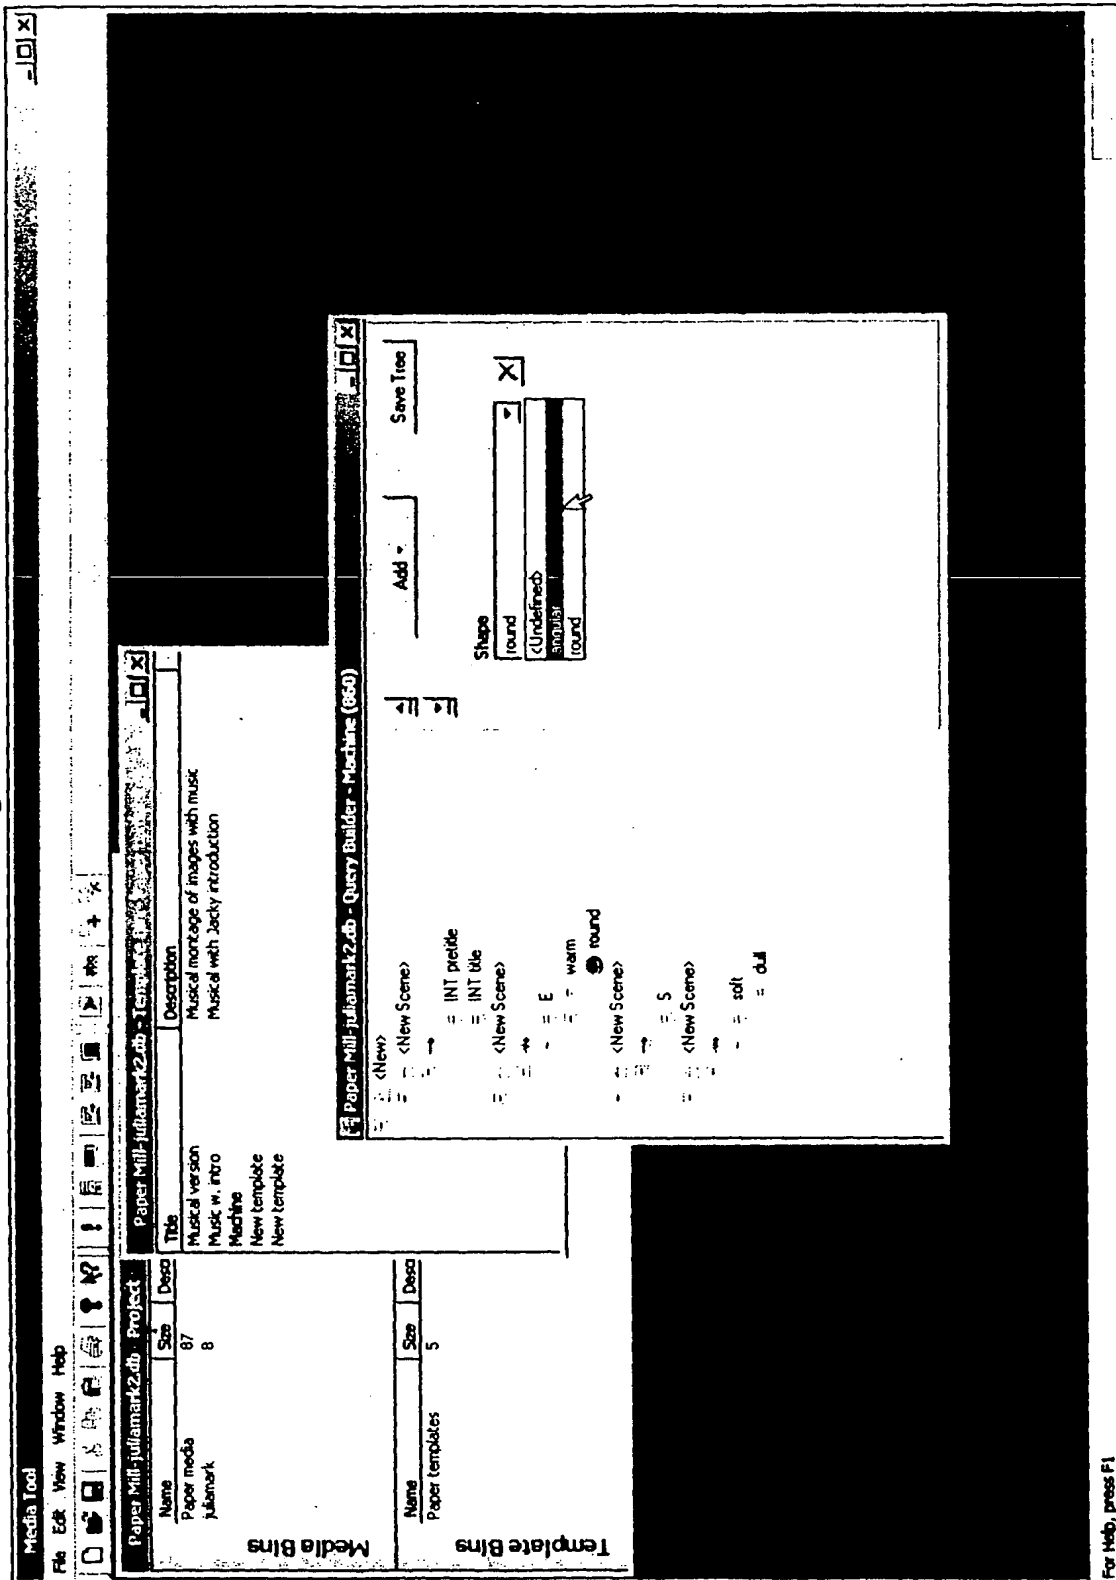 Media Tool
File Edit View Window Help
Paper Mill-juliamark2.db - Project
Name Size Desc
Paper media 87
juliamark 8
Media Bins
Name Size Desc
Paper templates 5
Template Bins
Paper Mill-juliamark2.db -
Title Description
Musical version Musical montage of images with music
Music w. intro Musical with Jacky introduction
Machine
New template
New template
Paper Mill-juliamark2.db - Query Builder - Machine (860)
<New>
<New Scene>
= INT pretitle
= INT title
<New Scene>
= E
= warm
round
<New Scene>
= S
<New Scene>
= soft
= dull
Add
Save Tree
Shape
round
<Undefined>
angular
round
For Help, press F1